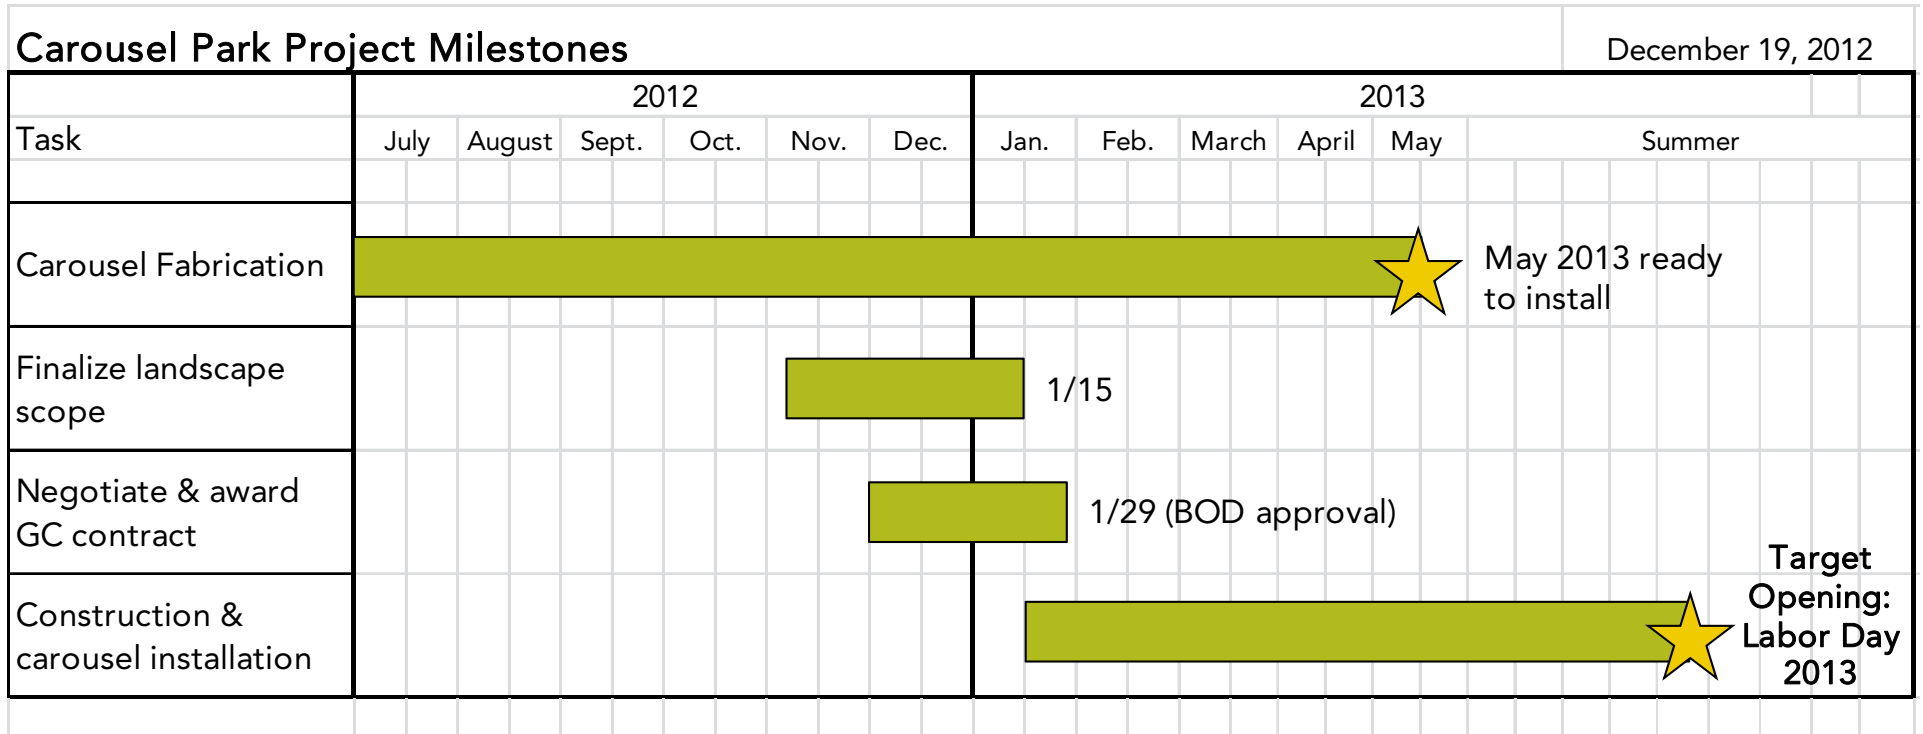 Carousel Park Project Milestones
December 19, 2012
2012
2013
Task
July
August
Sept.
Oct.
Nov.
Dec.
Jan.
Feb.
March
April
May
Summer
Carousel Fabrication
May 2013 ready
to install
Finalize landscape
scope
1/15
Negotiate & award
GC contract
1/29 (BOD approval)
Construction &
carousel installation
Target
Opening:
Labor Day
2013